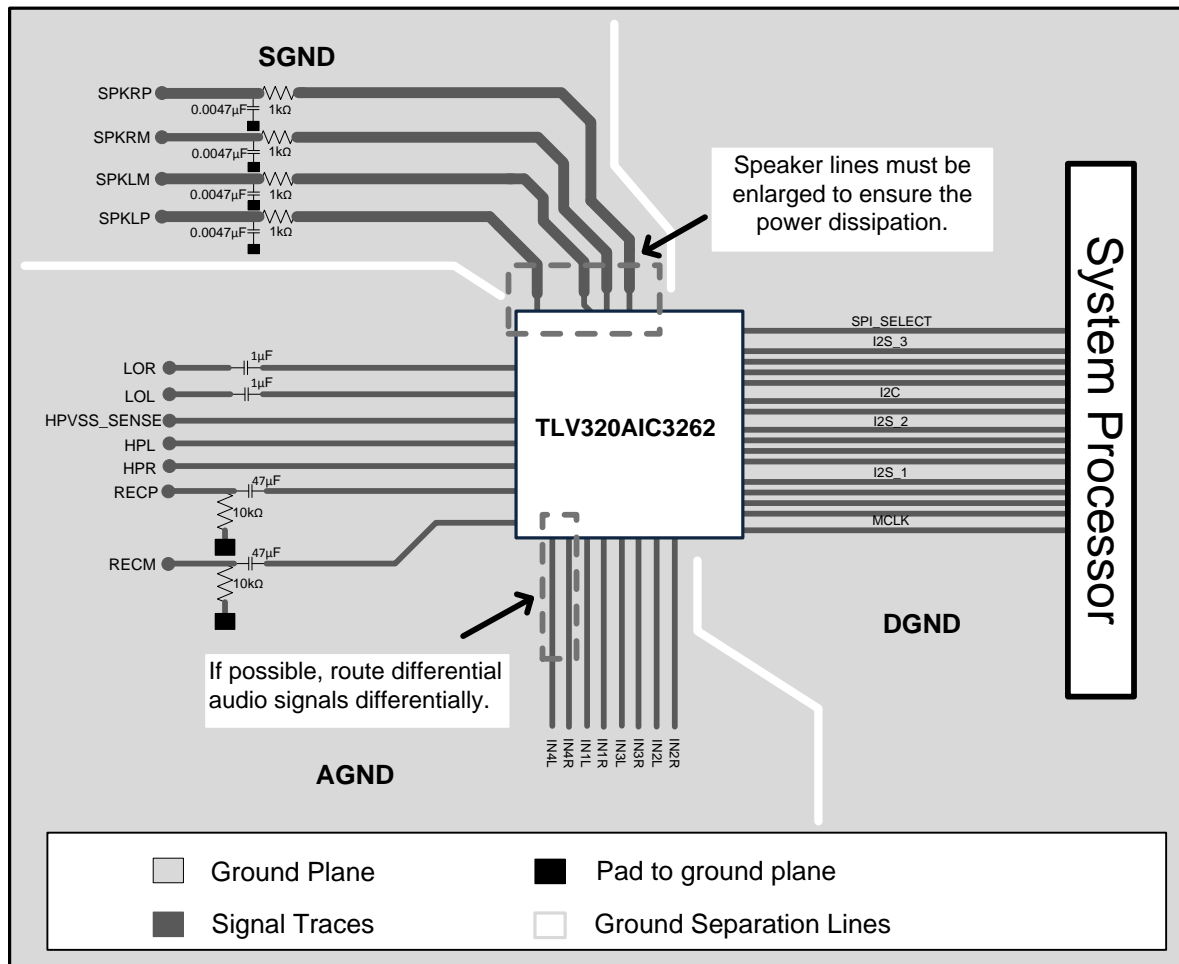 SGND
SPKRP
0.0047µF
1kΩ
SPKRM
0.0047µF
1kΩ
SPKLM
0.0047µF
1kΩ
SPKLP
0.0047µF
1kΩ
Speaker lines must be
enlarged to ensure the
power dissipation.
System Processor
SPI_SELECT
I2S_3
I2C
I2S_2
I2S_1
MCLK
TLV320AIC3262
LOR
1µF
LOL
1µF
HPVSS_SENSE
HPL
HPR
RECP
47µF
10kΩ
RECM
47µF
10kΩ
If possible, route differential
audio signals differentially.
IN4L
IN4R
IN1L
IN1R
IN3L
IN3R
IN2L
IN2R
DGND
AGND
Ground Plane
Pad to ground plane
Signal Traces
Ground Separation Lines